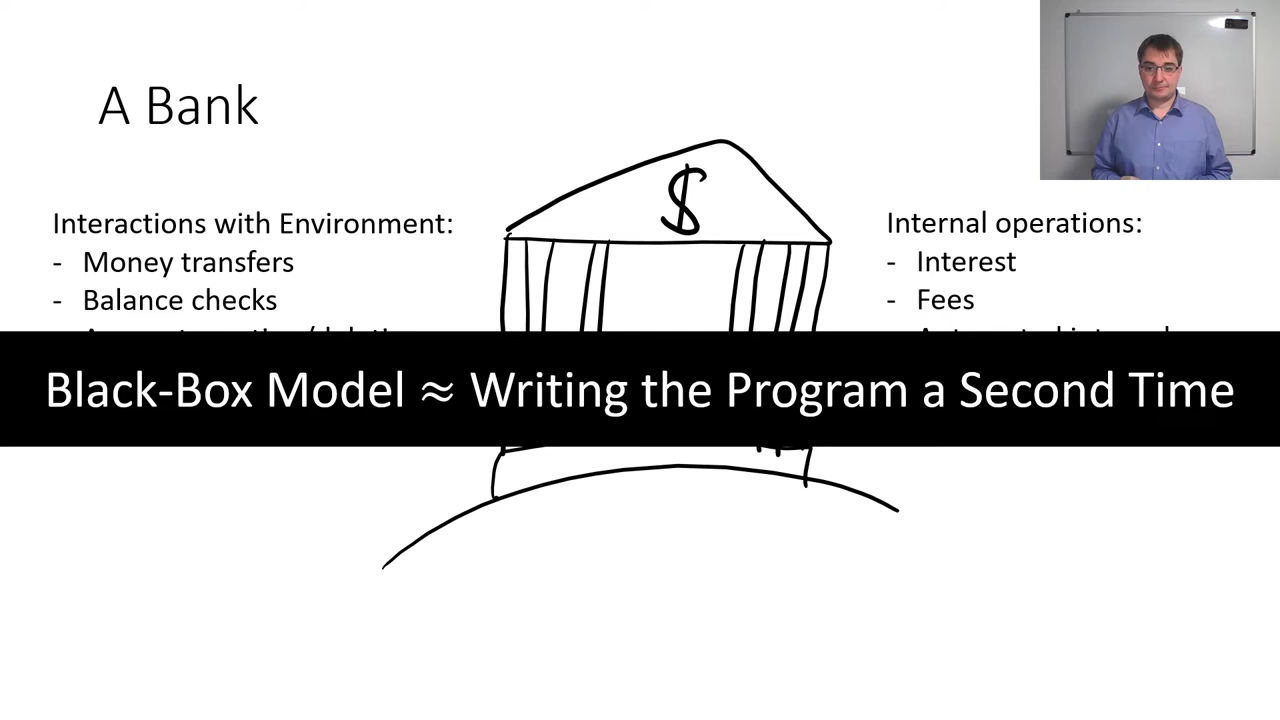 A Bank
$
Interactions with Environment:
- Money transfers
- Balance checks
Internal operations:
- Interest
- Fees
Black-Box Model ≈ Writing the Program a Second Time